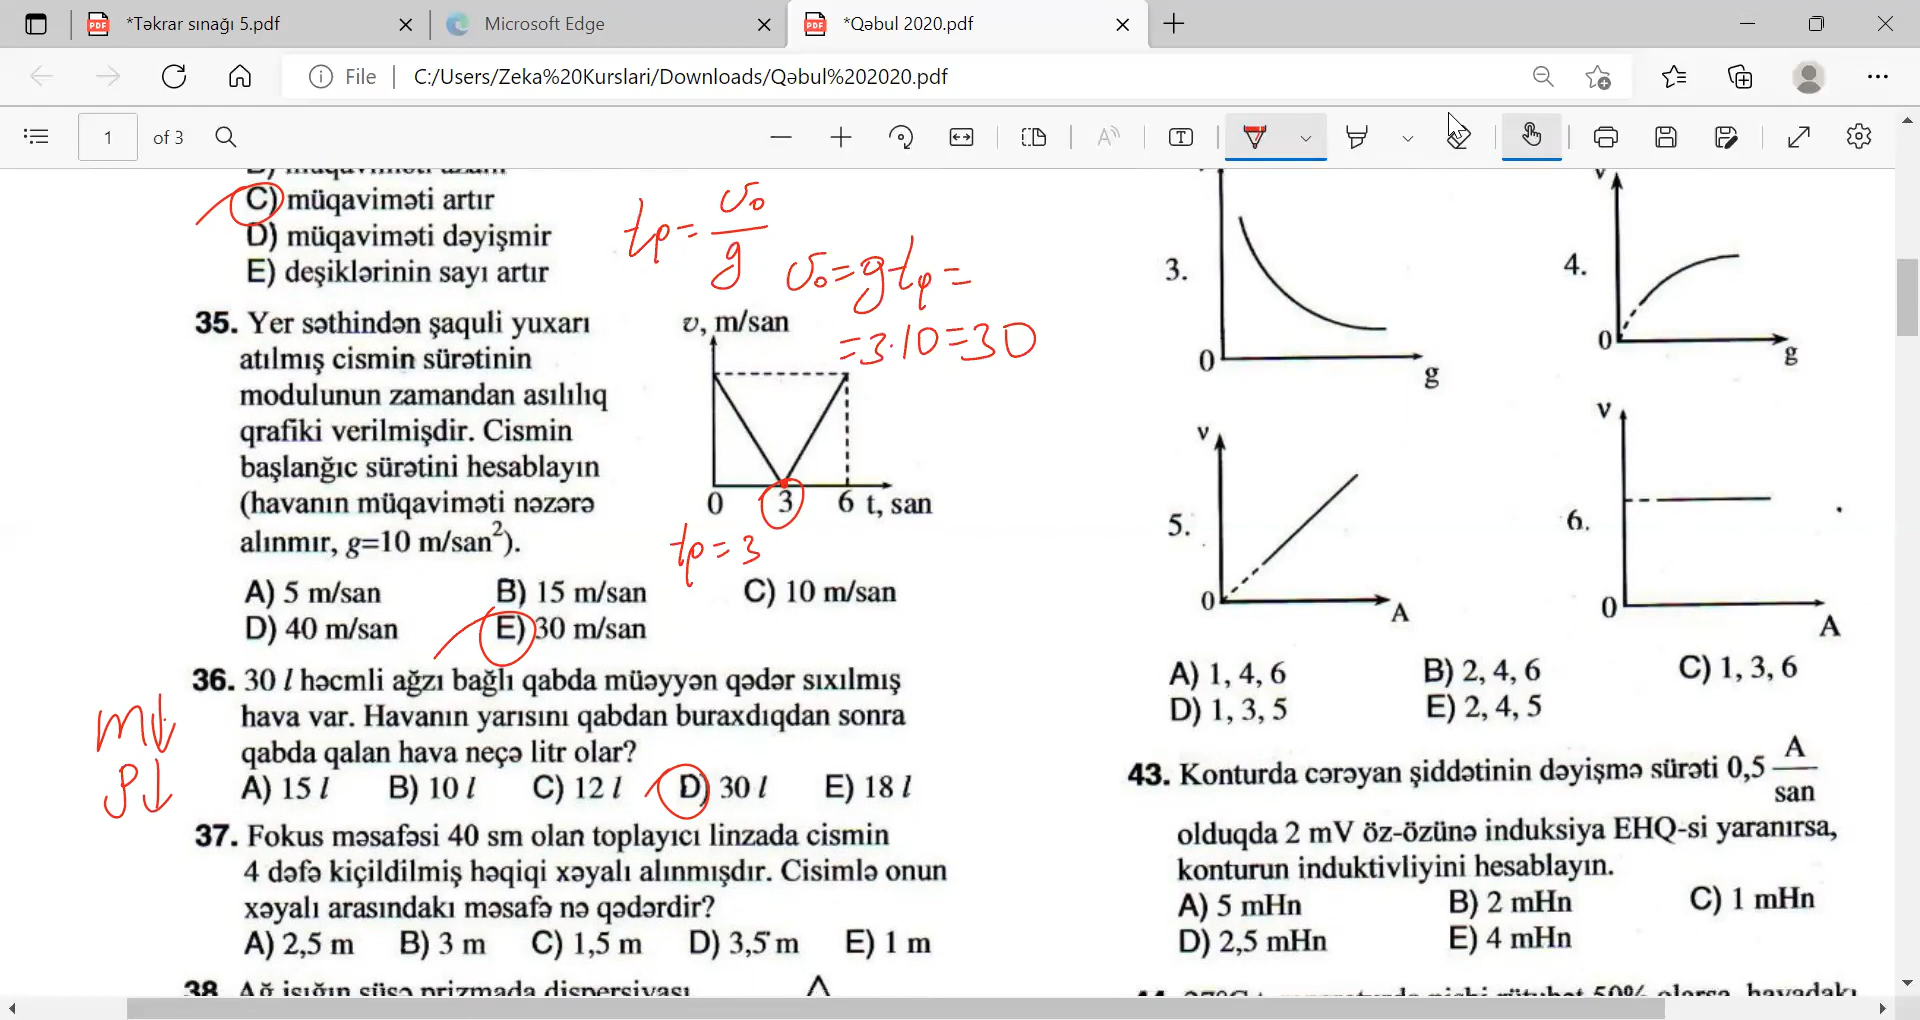 *Təkrar sınağı 5.pdf
Microsoft Edge
*Qəbul 2020.pdf
File
C:/Users/Zeka%20Kurslari/Downloads/Qəbul%202020.pdf
1 of 3
C) müqaviməti artır
D) müqaviməti dəyişmir
E) deşiklərinin sayı artır
tp = υ₀/g
υ₀=g·tφ=
=3·10=30
35. Yer səthindən şaquli yuxarı
atılmış cismin sürətinin
modulunun zamandan asılılıq
qrafiki verilmişdir. Cismin
başlanğıc sürətini hesablayın
(havanın müqaviməti nəzərə
alınmır, g=10 m/san²).
υ, m/san
0 3 6 t, san
tp = 3
A) 5 m/san B) 15 m/san C) 10 m/san
D) 40 m/san E) 30 m/san
36. 30 l həcmli ağzı bağlı qabda müəyyən qədər sıxılmış
hava var. Havanın yarısını qabdan buraxdıqdan sonra
qabda qalan hava neçə litr olar?
m↓
ρ↓
A) 15 l B) 10 l C) 12 l D) 30 l E) 18 l
37. Fokus məsafəsi 40 sm olan toplayıcı linzada cismin
4 dəfə kiçildilmiş həqiqi xəyalı alınmışdır. Cisimlə onun
xəyalı arasındakı məsafə nə qədərdir?
A) 2,5 m B) 3 m C) 1,5 m D) 3,5 m E) 1 m
38. Ağ işığın şüşə prizmada dispersiyası
3.
0
g
4.
ν
0
g
5.
ν
0
A
6.
ν
0
A
A) 1, 4, 6 B) 2, 4, 6 C) 1, 3, 6
D) 1, 3, 5 E) 2, 4, 5
43. Konturda cərəyan şiddətinin dəyişmə sürəti 0,5 A/san
olduqda 2 mV öz-özünə induksiya EHQ-si yaranırsa,
konturun induktivliyini hesablayın.
A) 5 mHn B) 2 mHn C) 1 mHn
D) 2,5 mHn E) 4 mHn